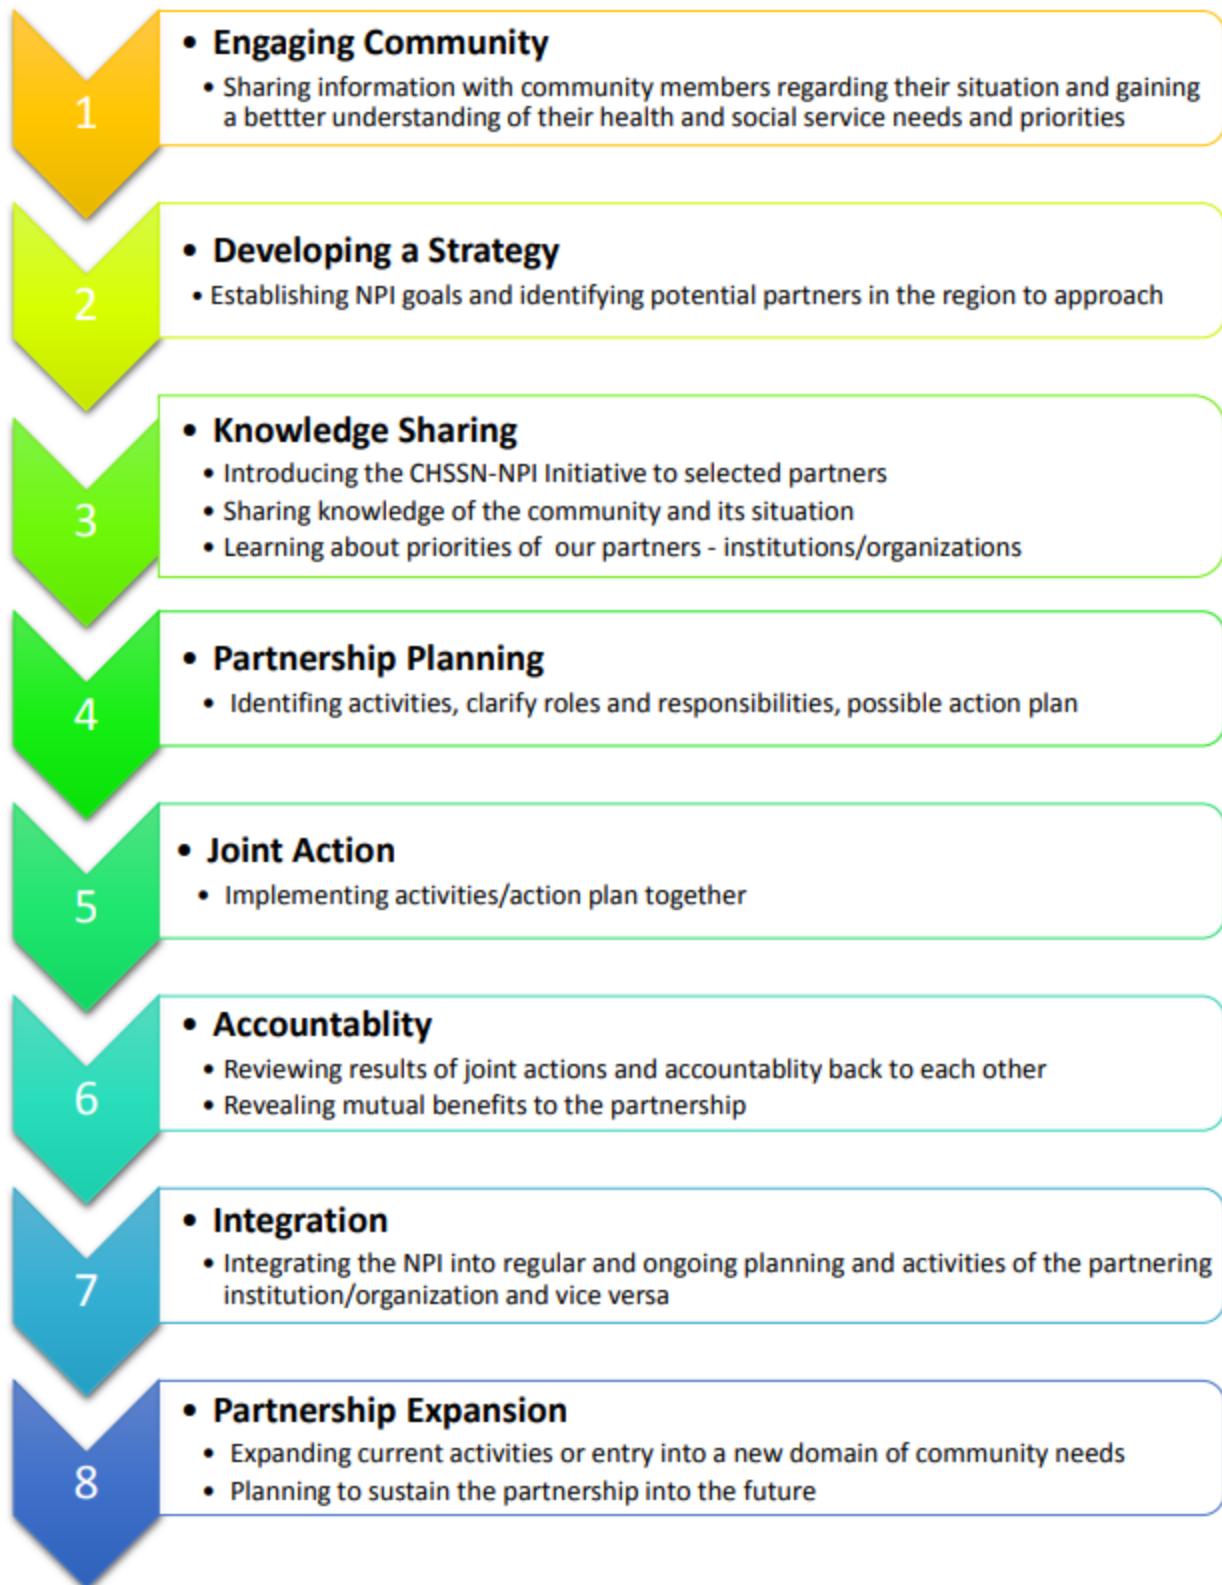 1
• Engaging Community
• Sharing information with community members regarding their situation and gaining
a bettter understanding of their health and social service needs and priorities
2
• Developing a Strategy
• Establishing NPI goals and identifying potential partners in the region to approach
3
• Knowledge Sharing
• Introducing the CHSSN-NPI Initiative to selected partners
• Sharing knowledge of the community and its situation
• Learning about priorities of  our partners - institutions/organizations
4
• Partnership Planning
• Identifing activities, clarify roles and responsibilities, possible action plan
5
• Joint Action
• Implementing activities/action plan together
6
• Accountablity
• Reviewing results of joint actions and accountablity back to each other
• Revealing mutual benefits to the partnership
7
• Integration
• Integrating the NPI into regular and ongoing planning and activities of the partnering
institution/organization and vice versa
8
• Partnership Expansion
• Expanding current activities or entry into a new domain of community needs
• Planning to sustain the partnership into the future